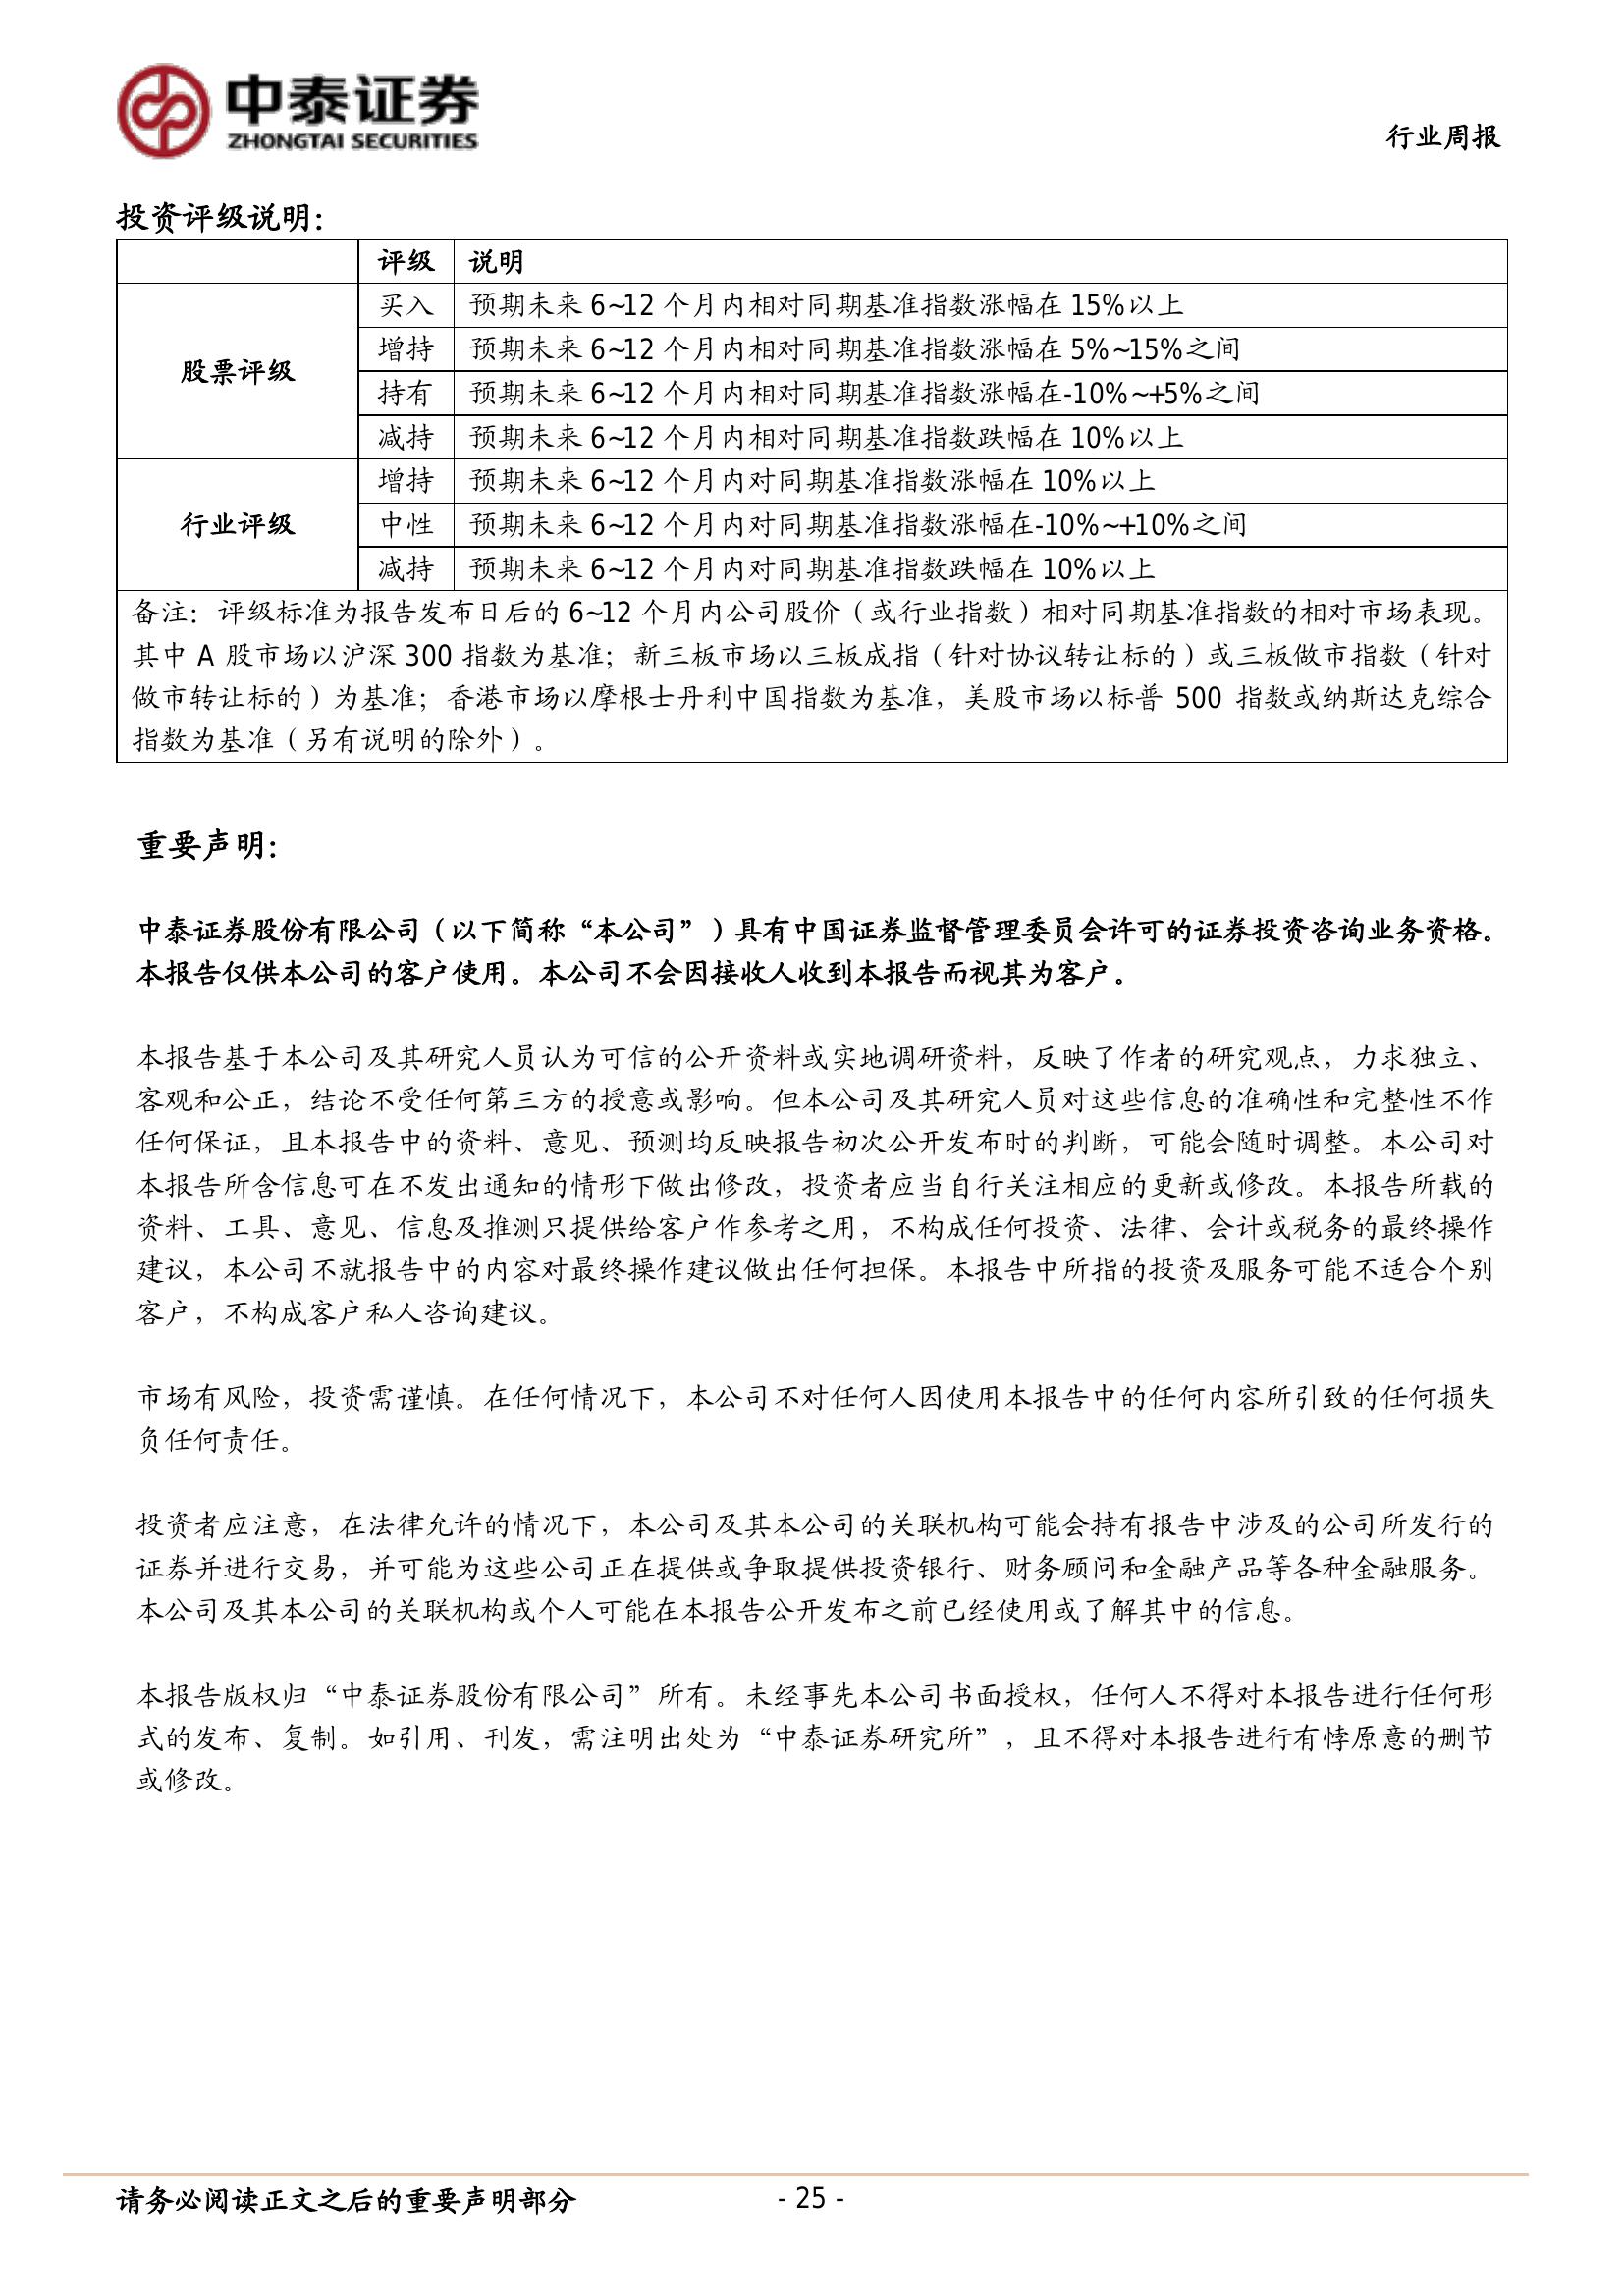 中泰证券
ZHONGTAI SECURITIES
行业周报
投资评级说明：
评级 说明
股票评级
买入 预期未来 6~12 个月内相对同期基准指数涨幅在 15%以上
增持 预期未来 6~12 个月内相对同期基准指数涨幅在 5%~15%之间
持有 预期未来 6~12 个月内相对同期基准指数涨幅在-10%~+5%之间
减持 预期未来 6~12 个月内相对同期基准指数跌幅在 10%以上
行业评级
增持 预期未来 6~12 个月内对同期基准指数涨幅在 10%以上
中性 预期未来 6~12 个月内对同期基准指数涨幅在-10%~+10%之间
减持 预期未来 6~12 个月内对同期基准指数跌幅在 10%以上
备注：评级标准为报告发布日后的 6~12 个月内公司股价（或行业指数）相对同期基准指数的相对市场表现。
其中 A 股市场以沪深 300 指数为基准；新三板市场以三板成指（针对协议转让标的）或三板做市指数（针对
做市转让标的）为基准；香港市场以摩根士丹利中国指数为基准，美股市场以标普 500 指数或纳斯达克综合
指数为基准（另有说明的除外）。
重要声明：
中泰证券股份有限公司（以下简称“本公司”）具有中国证券监督管理委员会许可的证券投资咨询业务资格。
本报告仅供本公司的客户使用。本公司不会因接收人收到本报告而视其为客户。
本报告基于本公司及其研究人员认为可信的公开资料或实地调研资料，反映了作者的研究观点，力求独立、
客观和公正，结论不受任何第三方的授意或影响。但本公司及其研究人员对这些信息的准确性和完整性不作
任何保证，且本报告中的资料、意见、预测均反映报告初次公开发布时的判断，可能会随时调整。本公司对
本报告所含信息可在不发出通知的情形下做出修改，投资者应当自行关注相应的更新或修改。本报告所载的
资料、工具、意见、信息及推测只提供给客户作参考之用，不构成任何投资、法律、会计或税务的最终操作
建议，本公司不就报告中的内容对最终操作建议做出任何担保。本报告中所指的投资及服务可能不适合个别
客户，不构成客户私人咨询建议。
市场有风险，投资需谨慎。在任何情况下，本公司不对任何人因使用本报告中的任何内容所引致的任何损失
负任何责任。
投资者应注意，在法律允许的情况下，本公司及其本公司的关联机构可能会持有报告中涉及的公司所发行的
证券并进行交易，并可能为这些公司正在提供或争取提供投资银行、财务顾问和金融产品等各种金融服务。
本公司及其本公司的关联机构或个人可能在本报告公开发布之前已经使用或了解其中的信息。
本报告版权归“中泰证券股份有限公司”所有。未经事先本公司书面授权，任何人不得对本报告进行任何形
式的发布、复制。如引用、刊发，需注明出处为“中泰证券研究所”，且不得对本报告进行有悖原意的删节
或修改。
请务必阅读正文之后的重要声明部分 - 25 -